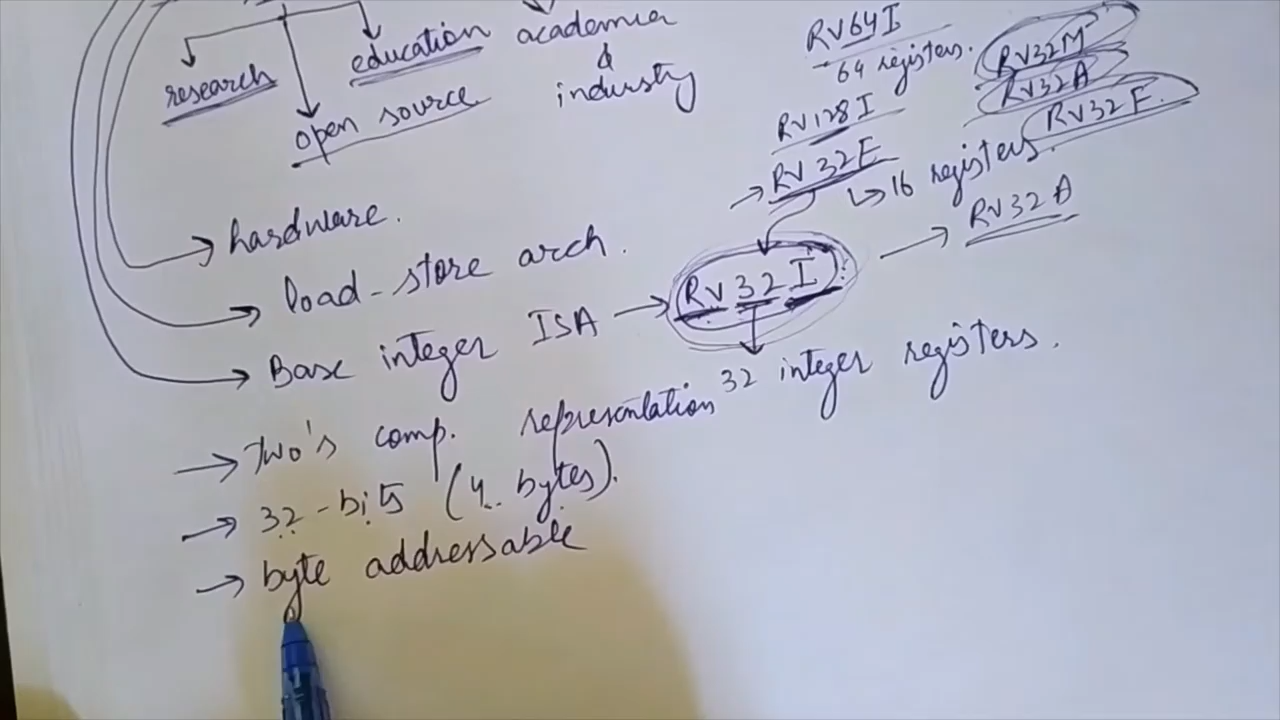 research
education
open source
academia
&
industry
RV64I
64 registers.
RV128I
RV32E
16 registers.
RV32M
RV32A
RV32F.
RV32A
hardware.
load-store arch.
Base integer ISA
RV32I
32 integer registers.
Two's comp. representation
32-bits (4 bytes).
byte addressable